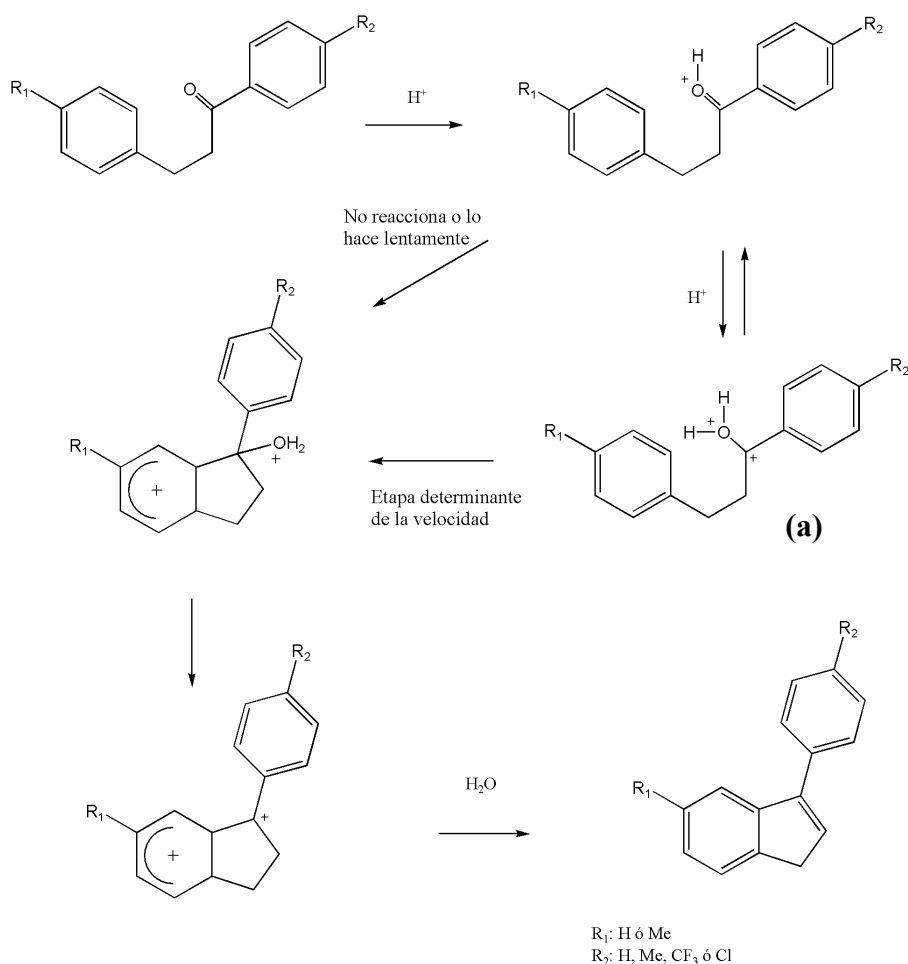 R₂
R₁
O
H⁺
H
+
O
R₁
R₂
No reacciona o lo
hace lentamente
H⁺
R₂
R₁
OH₂
+
+
Etapa determinante
de la velocidad
R₂
H
+
H
O
+
R₁
(a)
R₂
R₁
+
+
H₂O
R₂
R₁
R₁: H ó Me
R₂: H, Me, CF₃ ó Cl